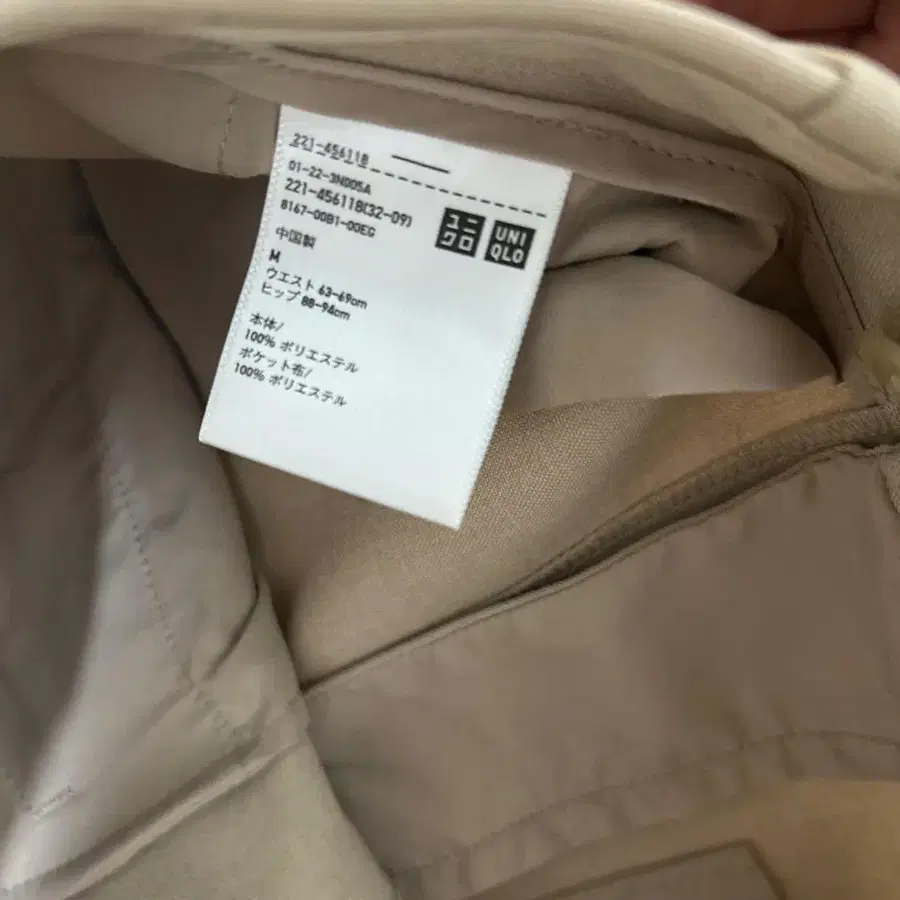 221-456118
01-22-3N005A
221-456118(32-09)
8167-00B1-00EG
ユニ
クロ
UNI
QLO
中国製
M
ウエスト 63-69cm
ヒップ 88-94cm
本体/
100% ポリエステル
ポケット布/
100% ポリエステル